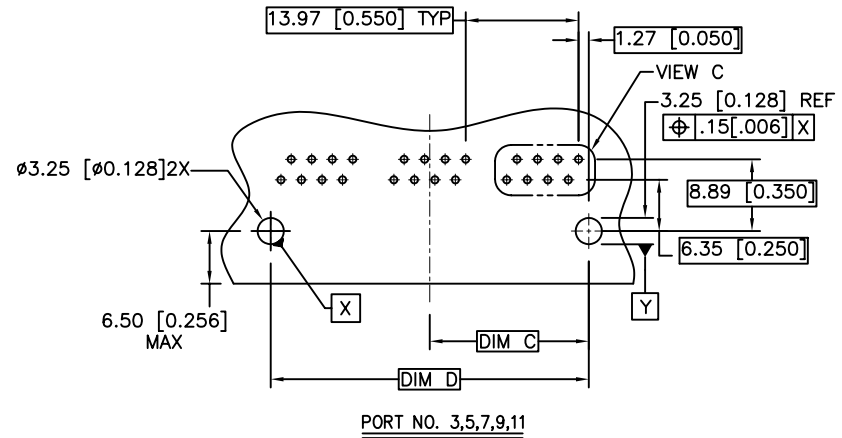 13.97 [0.550] TYP
1.27 [0.050]
VIEW C
3.25 [0.128] REF
⌖ .15[.006] X
ø3.25 [ø0.128]2X
8.89 [0.350]
6.35 [0.250]
X
Y
6.50 [0.256]
MAX
DIM C
DIM D
PORT NO. 3,5,7,9,11